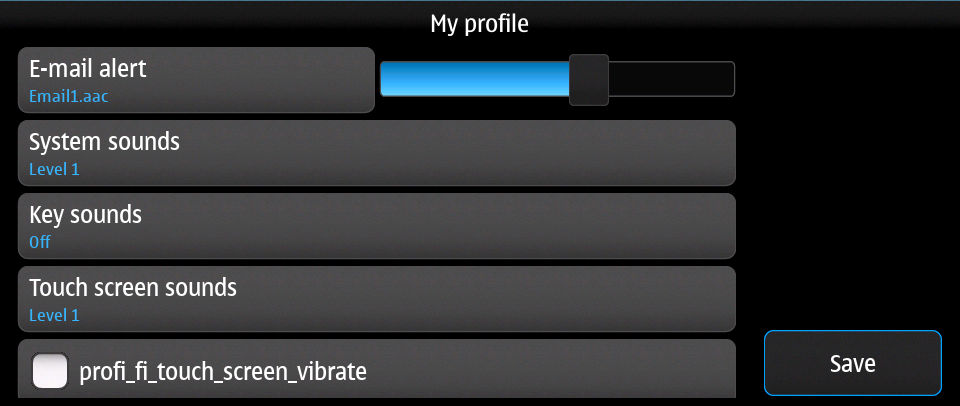 My profile
E-mail alert
Email1.aac
System sounds
Level 1
Key sounds
Off
Touch screen sounds
Level 1
profi_fi_touch_screen_vibrate
Save